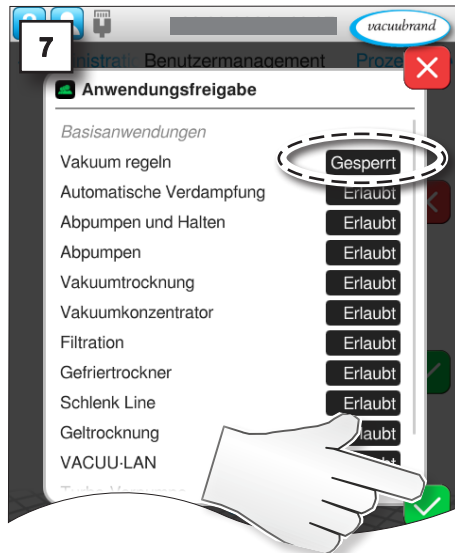 vacuubrand
7
Benutzermanagement
Anwendungsfreigabe
Basisanwendungen
Vakuum regeln Gesperrt
Automatische Verdampfung Erlaubt
Abpumpen und Halten Erlaubt
Abpumpen Erlaubt
Vakuumtrocknung Erlaubt
Vakuumkonzentrator Erlaubt
Filtration Erlaubt
Gefriertrockner Erlaubt
Schlenk Line Erlaubt
Geltrocknung laubt
VACUU·LAN